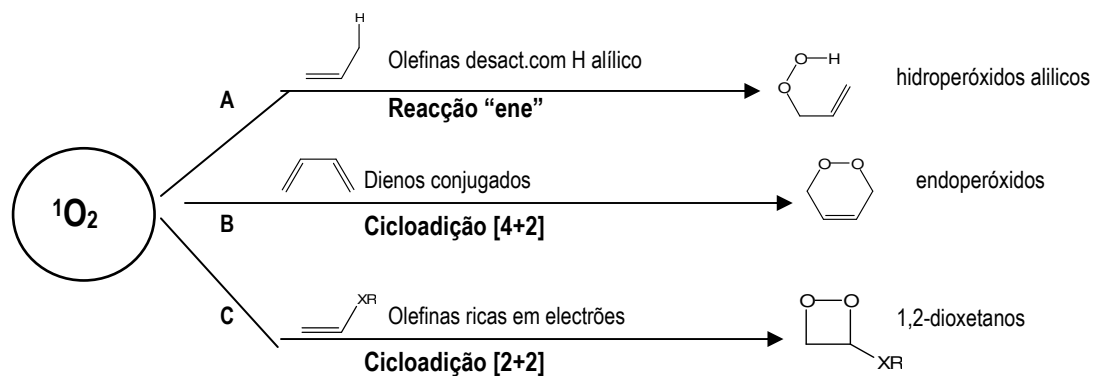 H
Olefinas desact.com H alílico
A
Reacção “ene”
O—H
O
hidroperóxidos alilicos
¹O₂
Dienos conjugados
B
Cicloadição [4+2]
O—O
endoperóxidos
C
XR
Olefinas ricas em electrões
Cicloadição [2+2]
O—O
XR
1,2-dioxetanos